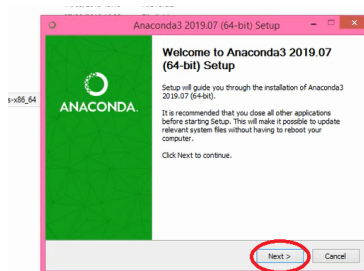 Anaconda3 2019.07 (64-bit) Setup
s-x86_64
ANACONDA.
Welcome to Anaconda3 2019.07
(64-bit) Setup
Setup will guide you through the installation of Anaconda3
2019.07 (64-bit).
It is recommended that you close all other applications
before starting Setup. This will make it possible to update
relevant system files without having to reboot your
computer.
Click Next to continue.
Next >
Cancel